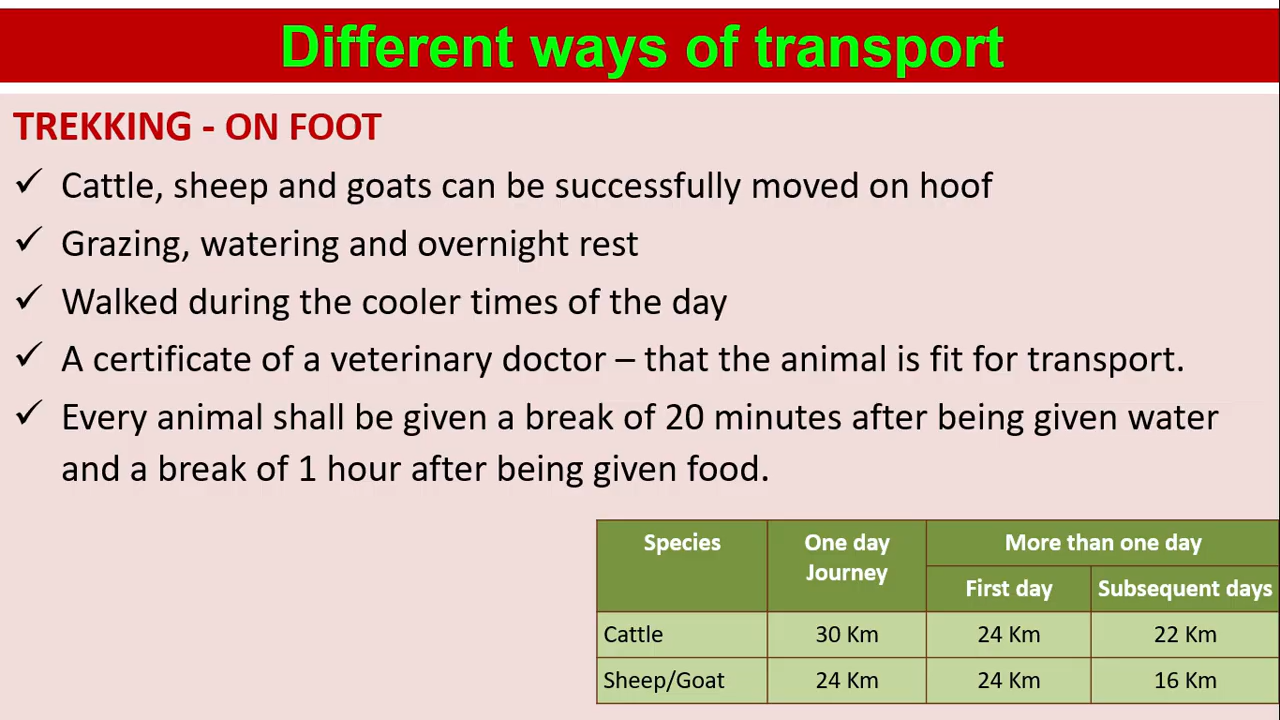 Different ways of transport
TREKKING - ON FOOT
✓ Cattle, sheep and goats can be successfully moved on hoof
✓ Grazing, watering and overnight rest
✓ Walked during the cooler times of the day
✓ A certificate of a veterinary doctor – that the animal is fit for transport.
✓ Every animal shall be given a break of 20 minutes after being given water
and a break of 1 hour after being given food.
Species One day More than one day
Journey
First day Subsequent days
Cattle 30 Km 24 Km 22 Km
Sheep/Goat 24 Km 24 Km 16 Km